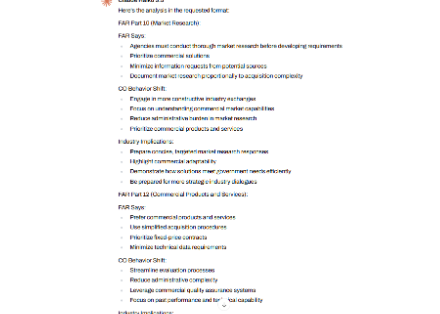 Here's the analysis in the requested format:
FAR Part 10 (Market Research)
FAR Says:
Agencies must conduct thorough market research before developing requirements
Prioritize commercial solutions
Minimize information requests from potential sources
Document market research proportionally to acquisition complexity
CO Behavior Shift:
Engage in more constructive industry exchanges
Focus on understanding commercial market capabilities
Reduce administrative burden in market research
Prioritize commercial products and services
Industry Implications:
Prepare concise, targeted market research responses
Highlight commercial adaptability
Demonstrate how solutions meet government needs efficiently
Be prepared for more strategic industry dialogues
FAR Part 12 (Commercial Products and Services):
FAR Says:
Prefer commercial products and services
Use simplified acquisition procedures
Prioritize fixed-price contracts
Minimize technical data requirements
CO Behavior Shift:
Streamline evaluation processes
Reduce administrative complexity
Leverage commercial quality assurance systems
Focus on past performance and capability
Industry Implications: